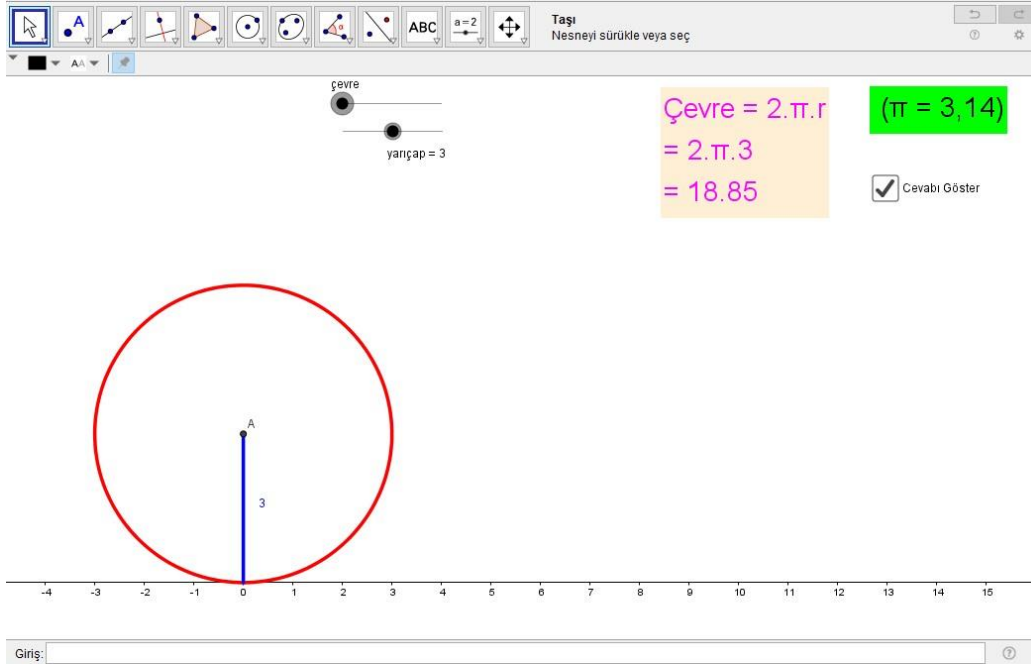 A
ABC
a=2
Taşı
Nesneyi sürükle veya seç
AA
çevre
yarıçap = 3
Çevre = 2.π.r
= 2.π.3
= 18.85
(π = 3,14)
Cevabı Göster
A
3
-4 -3 -2 -1 0 1 2 3 4 5 6 7 8 9 10 11 12 13 14 15
Giriş: